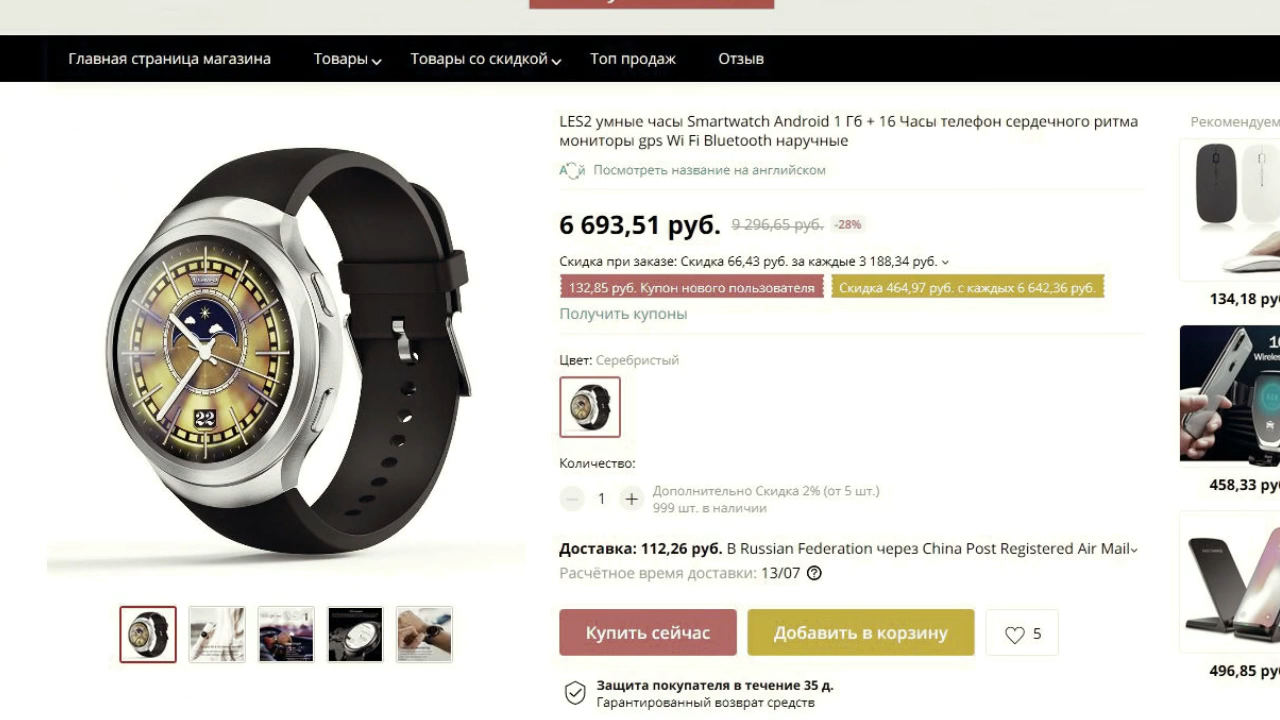 Главная страница магазина
Товары
Товары со скидкой
Топ продаж
Отзыв
LES2 умные часы Smartwatch Android 1 Гб + 16 Часы телефон сердечного ритма
мониторы gps Wi Fi Bluetooth наручные
Посмотреть название на английском
6 693,51 руб. 9 296,65 руб. -28%
Скидка при заказе: Скидка 66,43 руб. за каждые 3 188,34 руб.
132,85 руб. Купон нового пользователя
Скидка 464,97 руб. с каждых 6 642,36 руб.
Получить купоны
Цвет: Серебристый
Количество:
1
Дополнительно Скидка 2% (от 5 шт.)
999 шт. в наличии
Доставка: 112,26 руб. В Russian Federation через China Post Registered Air Mail
Расчётное время доставки: 13/07
Купить сейчас
Добавить в корзину
5
Защита покупателя в течение 35 д.
Гарантированный возврат средств
22
Рекомендуем
134,18 ру
458,33 ру
496,85 ру